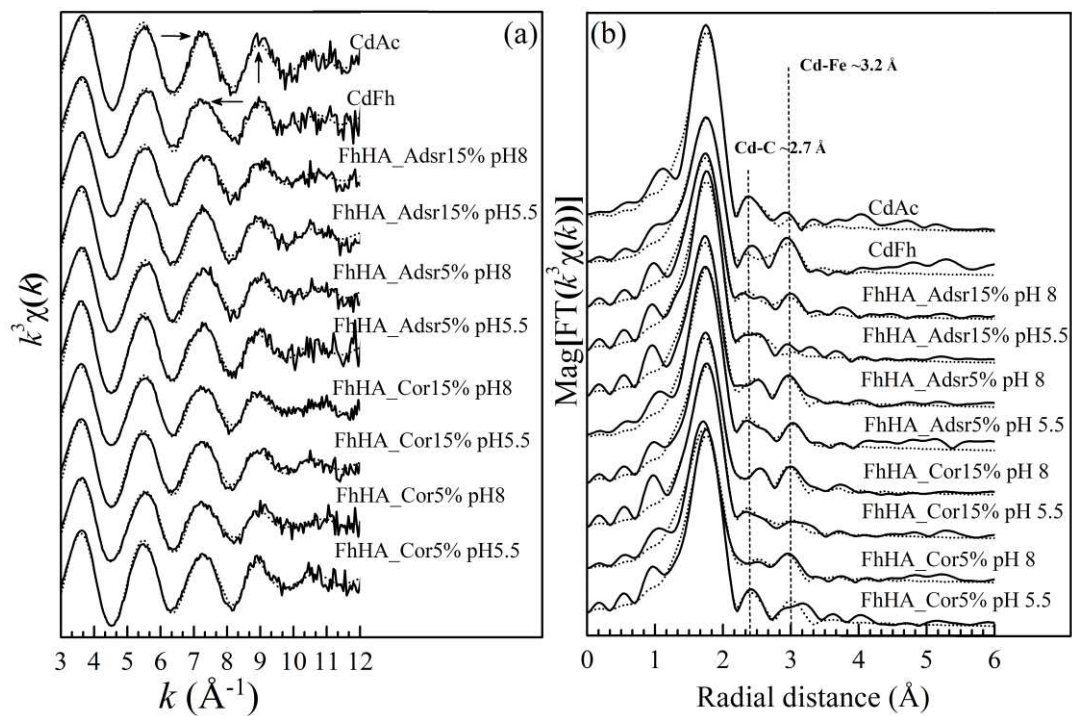 (a)
CdAc
CdFh
FhHA_Adsr15% pH8
FhHA_Adsr15% pH5.5
FhHA_Adsr5% pH8
FhHA_Adsr5% pH5.5
FhHA_Cor15% pH8
FhHA_Cor15% pH5.5
FhHA_Cor5% pH8
FhHA_Cor5% pH5.5
k³χ(k)
3 4 5 6 7 8 9 10 11 12
k (Å⁻¹)
(b)
Cd-Fe ~3.2 Å
Cd-C ~2.7 Å
CdAc
CdFh
FhHA_Adsr15% pH 8
FhHA_Adsr15% pH5.5
FhHA_Adsr5% pH 8
FhHA_Adsr5% pH 5.5
FhHA_Cor15% pH 8
FhHA_Cor15% pH 5.5
FhHA_Cor5% pH 8
FhHA_Cor5% pH 5.5
Mag[FT(k³χ(k))]
0 1 2 3 4 5 6
Radial distance (Å)